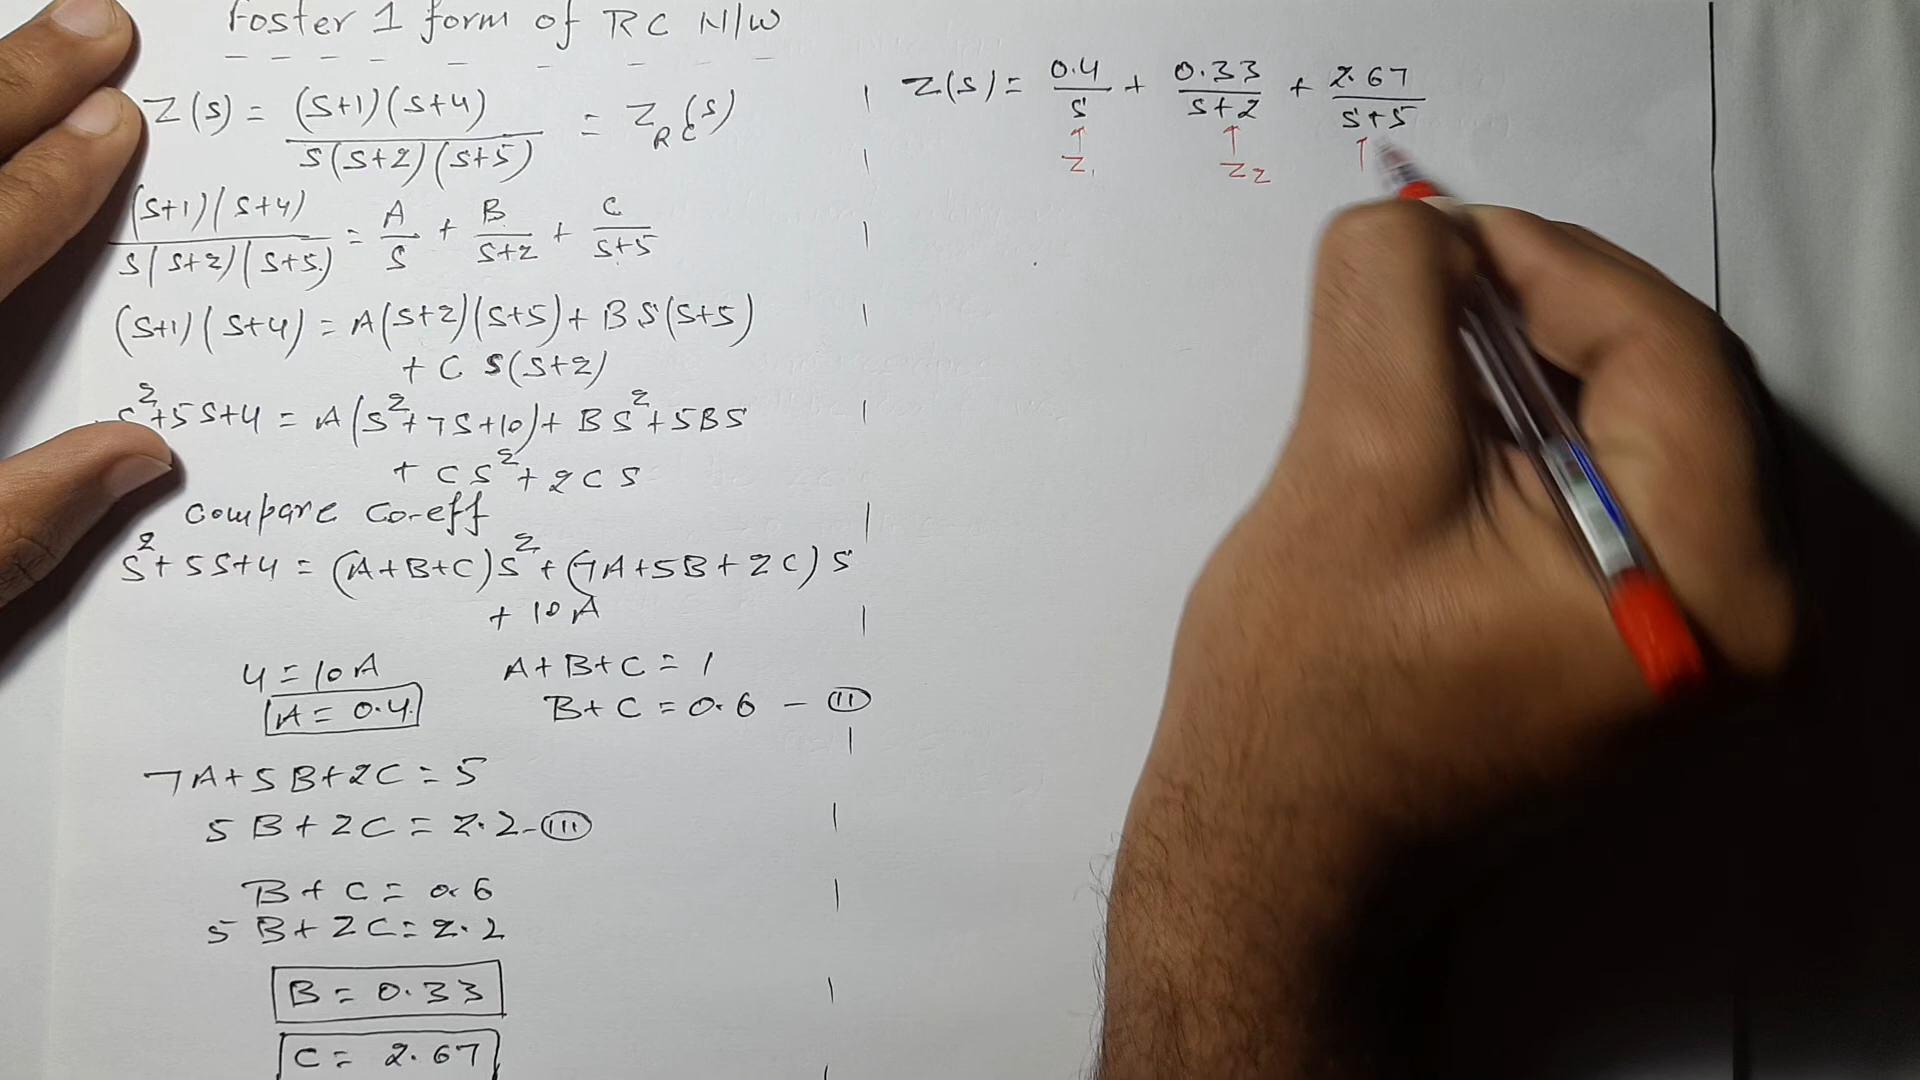 Foster 1 form of RC N/W
Z(s) = (s+1)(s+4) / s(s+2)(s+5) = Z_RC(s)
(s+1)(s+4) / s(s+2)(s+5) = A/s + B/s+2 + C/s+5
(s+1)(s+4) = A(s+2)(s+5) + BS(s+5)
+ C S(s+2)
s²+5s+4 = A(s²+7s+10) + BS²+5BS
+ CS²+2CS
compare co-eff
s²+5s+4 = (A+B+C)s² + (7A+5B+2C)s
+ 10A
4 = 10A
A+B+C = 1
A = 0.4
B+C = 0.6 - II
7A+5B+2C = 5
5B+2C = 2.2 - III
B+C = 0.6
5B+2C = 2.2
B = 0.33
C = 2.67
Z(s) = 0.4/s + 0.33/s+2 + 2.67/s+5
↑ ↑ ↑
Z₁ Z₂